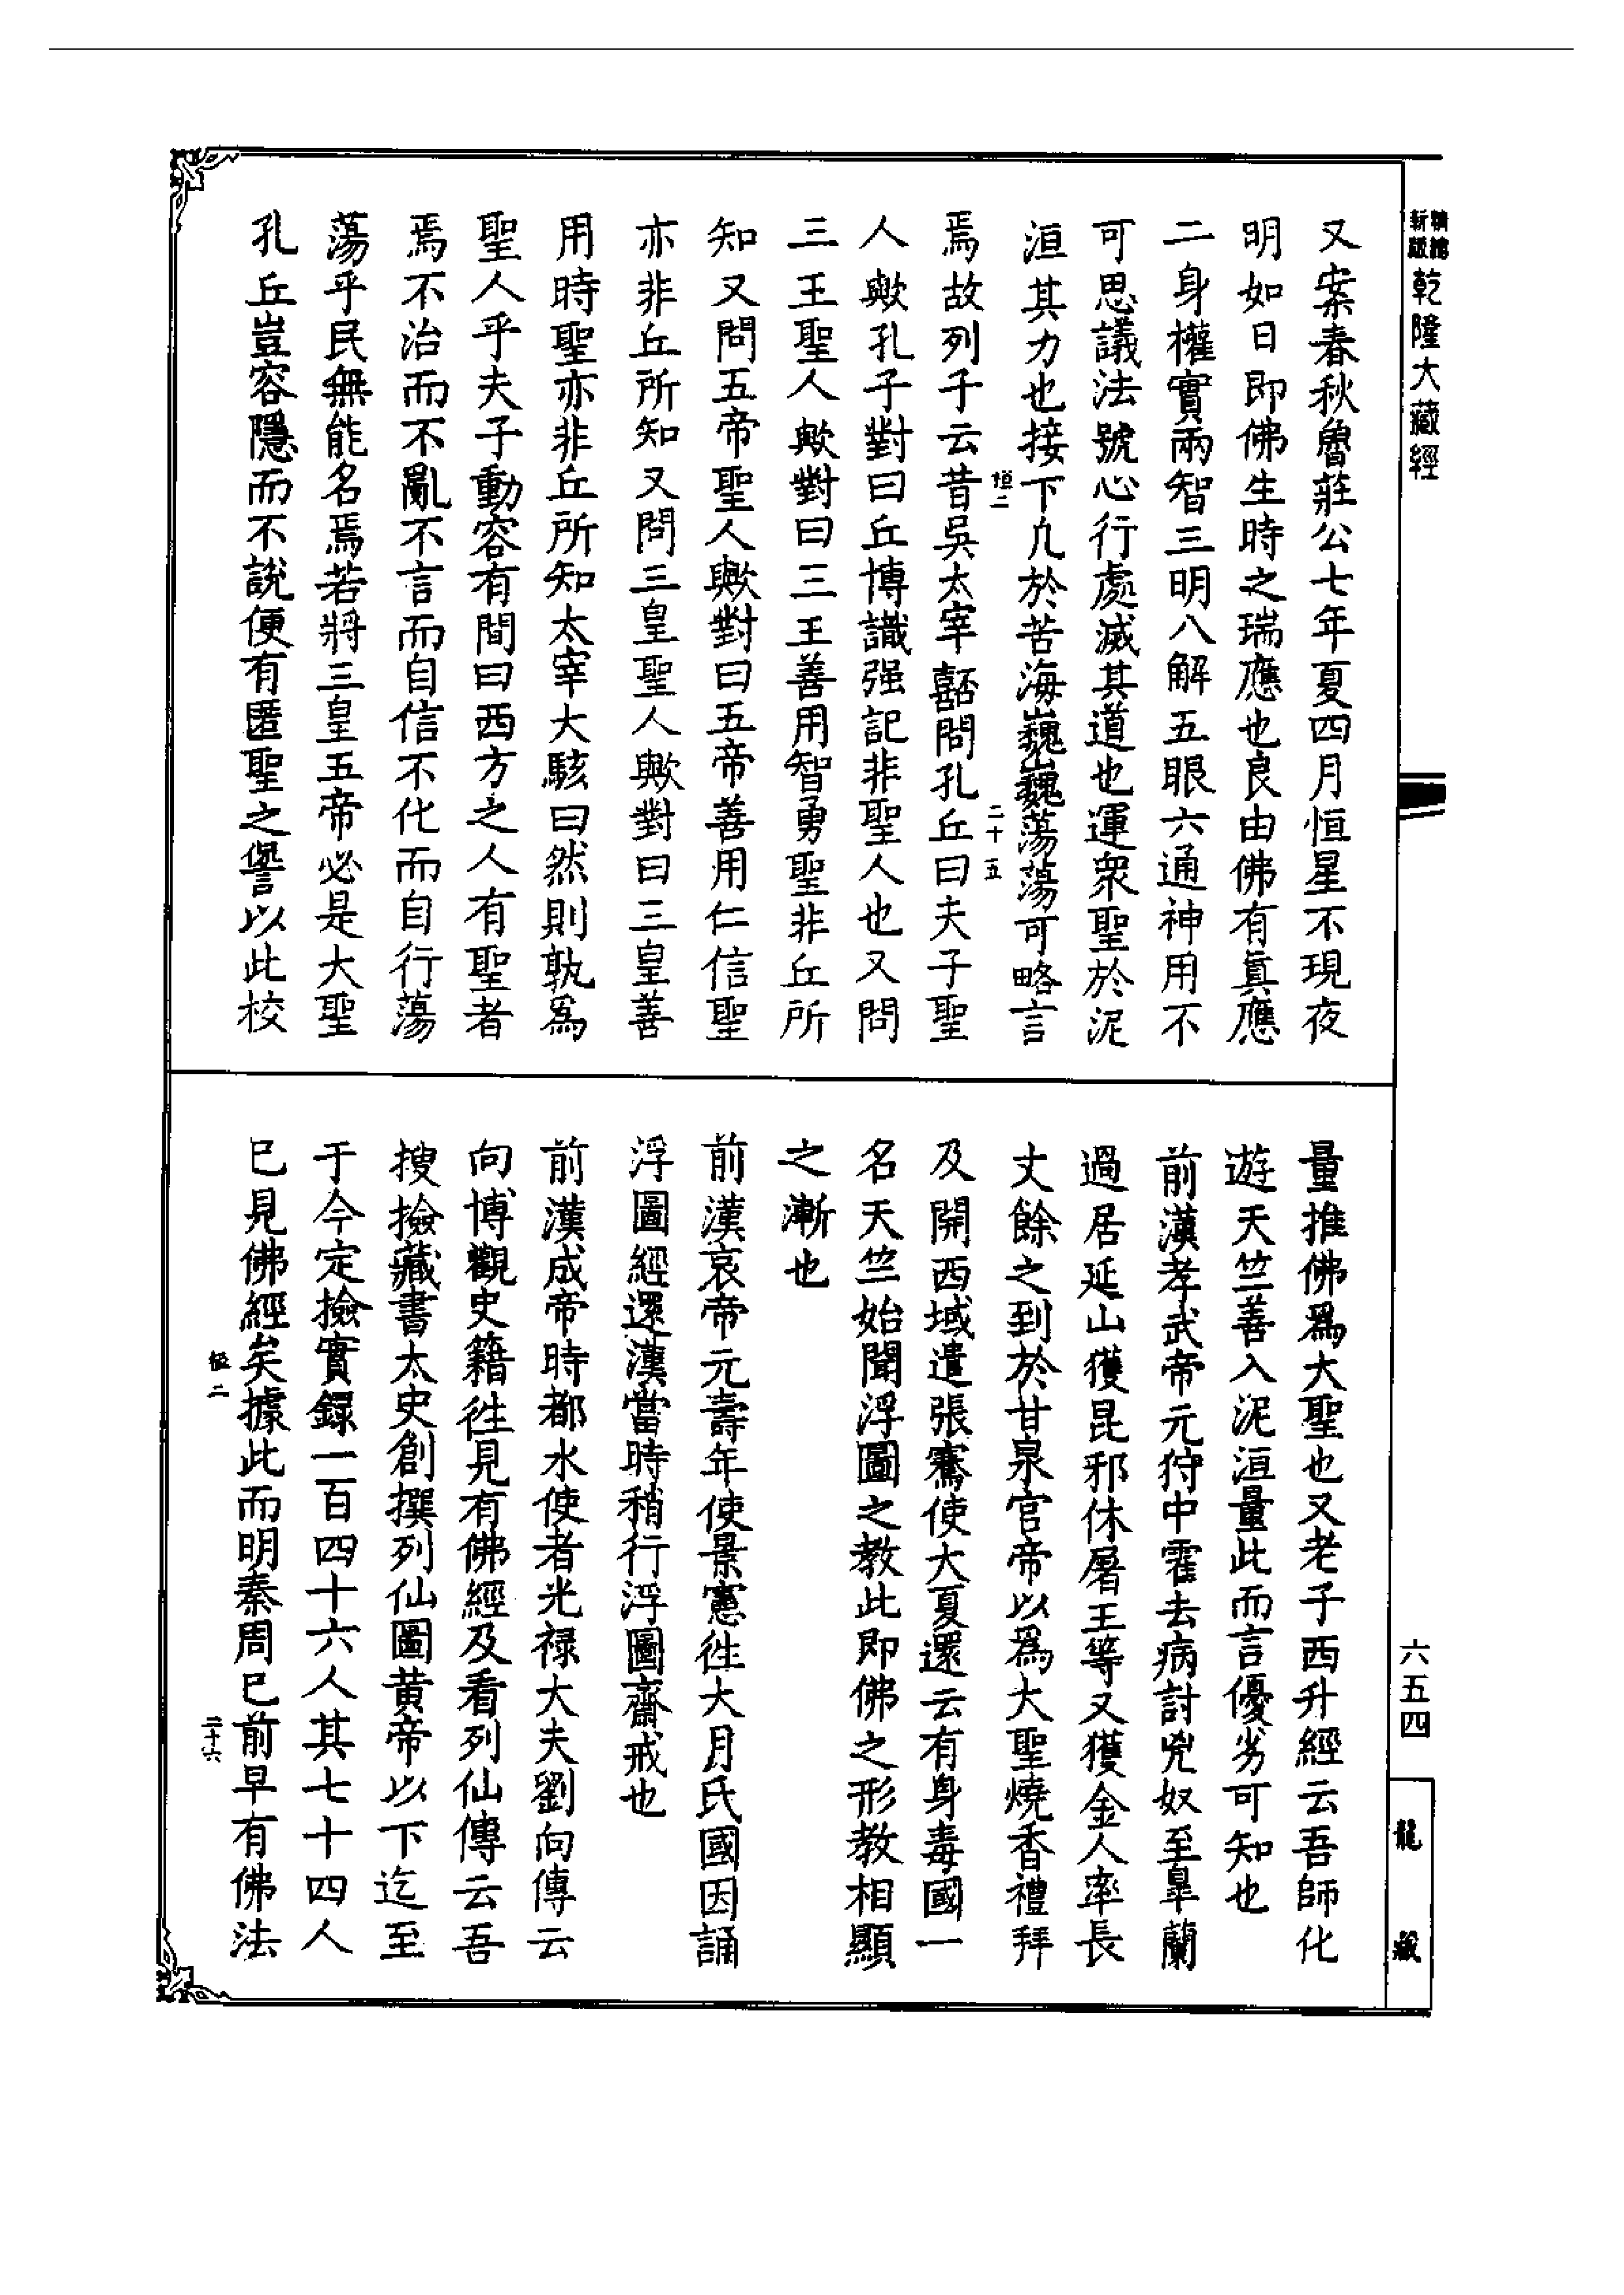 新編縮版
乾隆大藏經
又案春秋魯莊公七年夏四月恒星不現夜
明如日即佛生時之瑞應也良由佛有真應
二身權實兩智三明八解五眼六通神用不
可思議法號心行處滅其道也運衆聖於泥
洹其力也接下凡於苦海巍巍蕩蕩可略言
二十五
焉故列子云昔吳太宰嚭問孔丘曰夫子聖
人歟孔子對曰丘博識强記非聖人也又問
三王聖人歟對曰三王善用智勇聖非丘所
知又問五帝聖人歟對曰五帝善用仁信聖
亦非丘所知又問三皇聖人歟對曰三皇善
用時聖亦非丘所知太宰大駭曰然則孰爲
聖人乎夫子動容有間曰西方之人有聖者
焉不治而不亂不言而自信不化而自行蕩
蕩乎民無能名焉若將三皇五帝必是大聖
孔丘豈容隱而不說便有匿聖之愆以此校
量推佛爲大聖也又老子西升經云吾師化
遊天竺善入泥洹量此而言優劣可知也
前漢孝武帝元狩中霍去病討兇奴至臯蘭
過居延山獲昆邪休屠王等又獲金人率長
丈餘之到於甘泉宫帝以爲大聖燒香禮拜
及開西域遣張騫使大夏還云有身毒國一
名天竺始聞浮圖之教此即佛之形教相顯
之漸也
前漢哀帝元壽年使景憲往大月氏國因誦
浮圖經還漢當時稍行浮圖齋戒也
前漢成帝時都水使者光禄大夫劉向傳云
向博觀史籍往見有佛經及看列仙傳云吾
搜撿藏書太史創撰列仙圖黄帝以下迄至
于今定撿實録一百四十六人其七十四人
已見佛經矣據此而明秦周已前早有佛法
二十六
六五四
龍藏